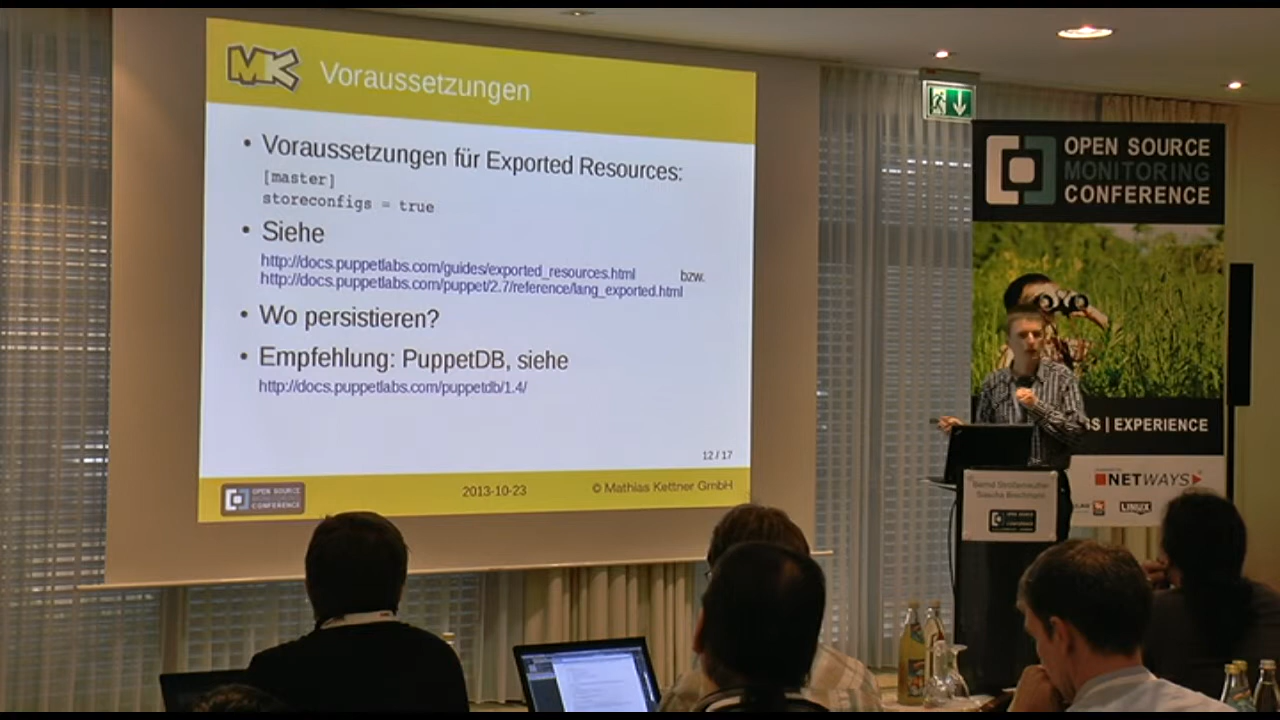 MK
Voraussetzungen
• Voraussetzungen für Exported Resources:
[master]
storeconfigs = true
• Siehe
http://docs.puppetlabs.com/guides/exported_resources.html bzw.
http://docs.puppetlabs.com/puppet/2.7/reference/lang_exported.html
• Wo persistieren?
• Empfehlung: PuppetDB, siehe
http://docs.puppetlabs.com/puppetdb/1.4/
12 / 17
OPEN SOURCE
CONFERENCE
2013-10-23
© Mathias Kettner GmbH
OPEN SOURCE
MONITORING
CONFERENCE
SS | EXPERIENCE
NETWAYS
LINUX